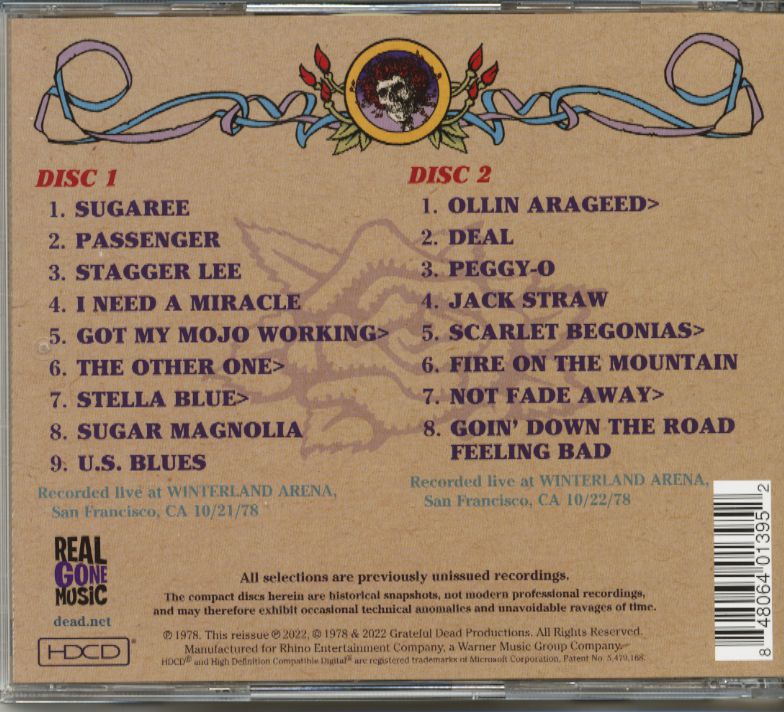 DISC 1
1. SUGAREE
2. PASSENGER
3. STAGGER LEE
4. I NEED A MIRACLE
5. GOT MY MOJO WORKING>
6. THE OTHER ONE>
7. STELLA BLUE>
8. SUGAR MAGNOLIA
9. U.S. BLUES
Recorded live at WINTERLAND ARENA,
San Francisco, CA 10/21/78
DISC 2
1. OLLIN ARAGEED>
2. DEAL
3. PEGGY-O
4. JACK STRAW
5. SCARLET BEGONIAS>
6. FIRE ON THE MOUNTAIN
7. NOT FADE AWAY>
8. GOIN' DOWN THE ROAD
FEELING BAD
Recorded live at WINTERLAND ARENA,
San Francisco, CA 10/22/78
REAL
GONE
MUSIC
dead.net
HDCD®
All selections are previously unissued recordings.
The compact discs herein are historical snapshots, not modern professional recordings,
and may therefore exhibit occasional technical anomalies and unavoidable ravages of time.
℗ 1978. This reissue ℗ 2022, © 1978 & 2022 Grateful Dead Productions. All Rights Reserved.
Manufactured for Rhino Entertainment Company, a Warner Music Group Company.
HDCD® and High Definition Compatible Digital® are registered trademarks of Microsoft Corporation, Patent No. 5,479,168.
8 48064 01395 2